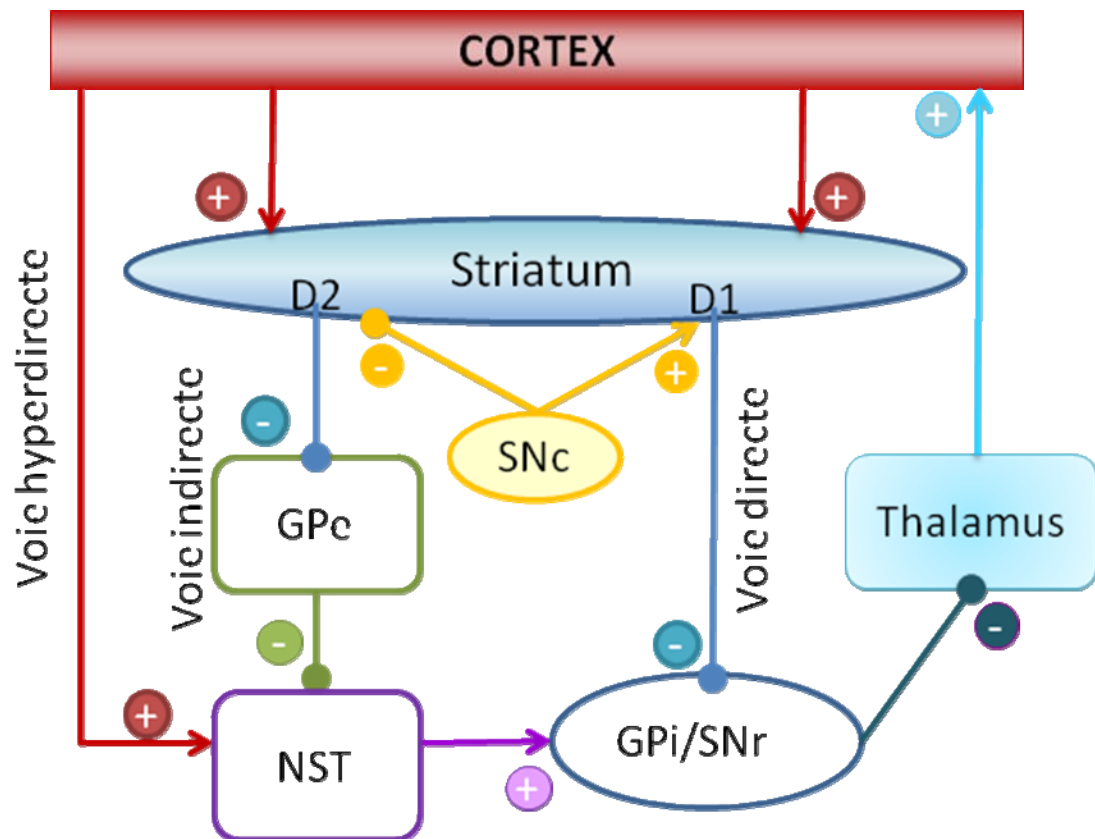 CORTEX
+
+
+
Striatum
D2
D1
-
+
SNc
Voie hyperdirecte
Voie indirecte
Voie directe
-
GPe
Thalamus
-
-
-
+
NST
+
GPi/SNr